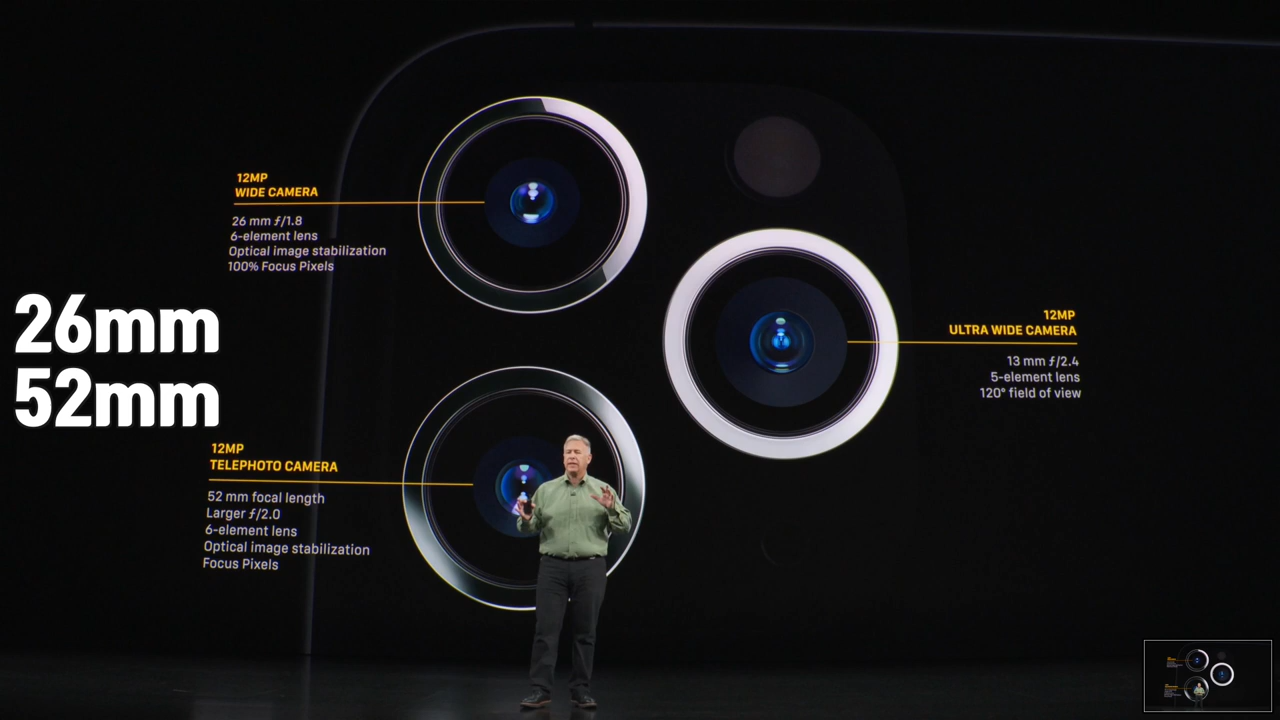 12MP
WIDE CAMERA
26 mm ƒ/1.8
6-element lens
Optical image stabilization
100% Focus Pixels
26mm
52mm
12MP
TELEPHOTO CAMERA
52 mm focal length
Larger ƒ/2.0
6-element lens
Optical image stabilization
Focus Pixels
12MP
ULTRA WIDE CAMERA
13 mm ƒ/2.4
5-element lens
120° field of view